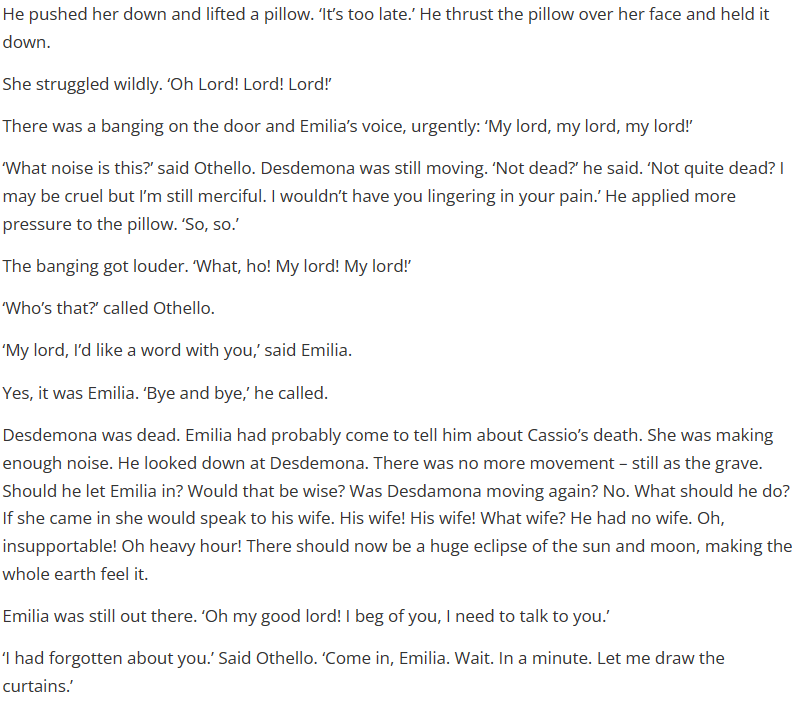 He pushed her down and lifted a pillow. ‘It’s too late.’ He thrust the pillow over her face and held it
down.
She struggled wildly. ‘Oh Lord! Lord! Lord!’
There was a banging on the door and Emilia’s voice, urgently: ‘My lord, my lord, my lord!’
‘What noise is this?’ said Othello. Desdemona was still moving. ‘Not dead?’ he said. ‘Not quite dead? I
may be cruel but I’m still merciful. I wouldn’t have you lingering in your pain.’ He applied more
pressure to the pillow. ‘So, so.’
The banging got louder. ‘What, ho! My lord! My lord!’
‘Who’s that?’ called Othello.
‘My lord, I’d like a word with you,’ said Emilia.
Yes, it was Emilia. ‘Bye and bye,’ he called.
Desdemona was dead. Emilia had probably come to tell him about Cassio’s death. She was making
enough noise. He looked down at Desdemona. There was no more movement – still as the grave.
Should he let Emilia in? Would that be wise? Was Desdamona moving again? No. What should he do?
If she came in she would speak to his wife. His wife! His wife! What wife? He had no wife. Oh,
insupportable! Oh heavy hour! There should now be a huge eclipse of the sun and moon, making the
whole earth feel it.
Emilia was still out there. ‘Oh my good lord! I beg of you, I need to talk to you.’
‘I had forgotten about you.’ Said Othello. ‘Come in, Emilia. Wait. In a minute. Let me draw the
curtains.’